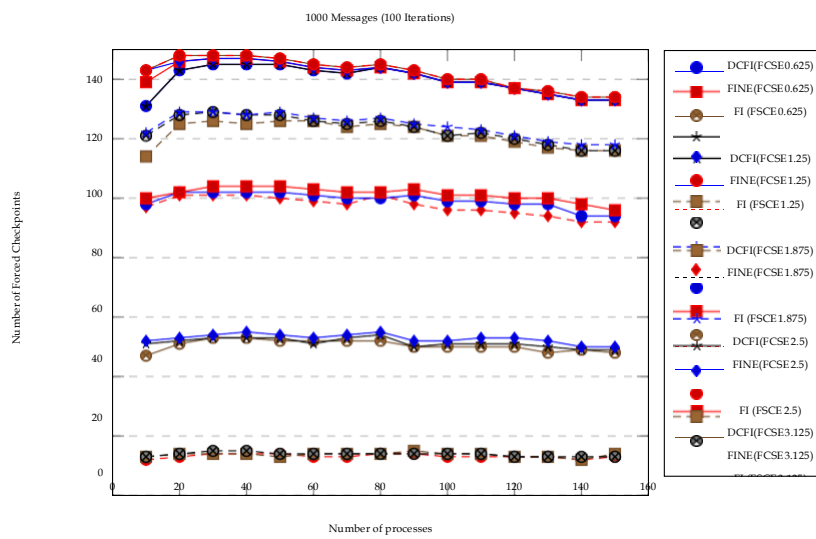 1000 Messages (100 Iterations)
140
120
100
80
60
40
20
0
0 20 40 60 80 100 120 140 160
Number of Forced Checkpoints
Number of processes
DCFI(FCSE0.625)
FINE(FCSE0.625)
FI (FSCE0.625)
DCFI(FCSE1.25)
FINE(FCSE1.25)
FI (FSCE1.25)
DCFI(FCSE1.875)
FINE(FCSE1.875)
FI (FSCE1.875)
DCFI(FCSE2.5)
FINE(FCSE2.5)
FI (FSCE2.5)
DCFI(FCSE3.125)
FINE(FCSE3.125)